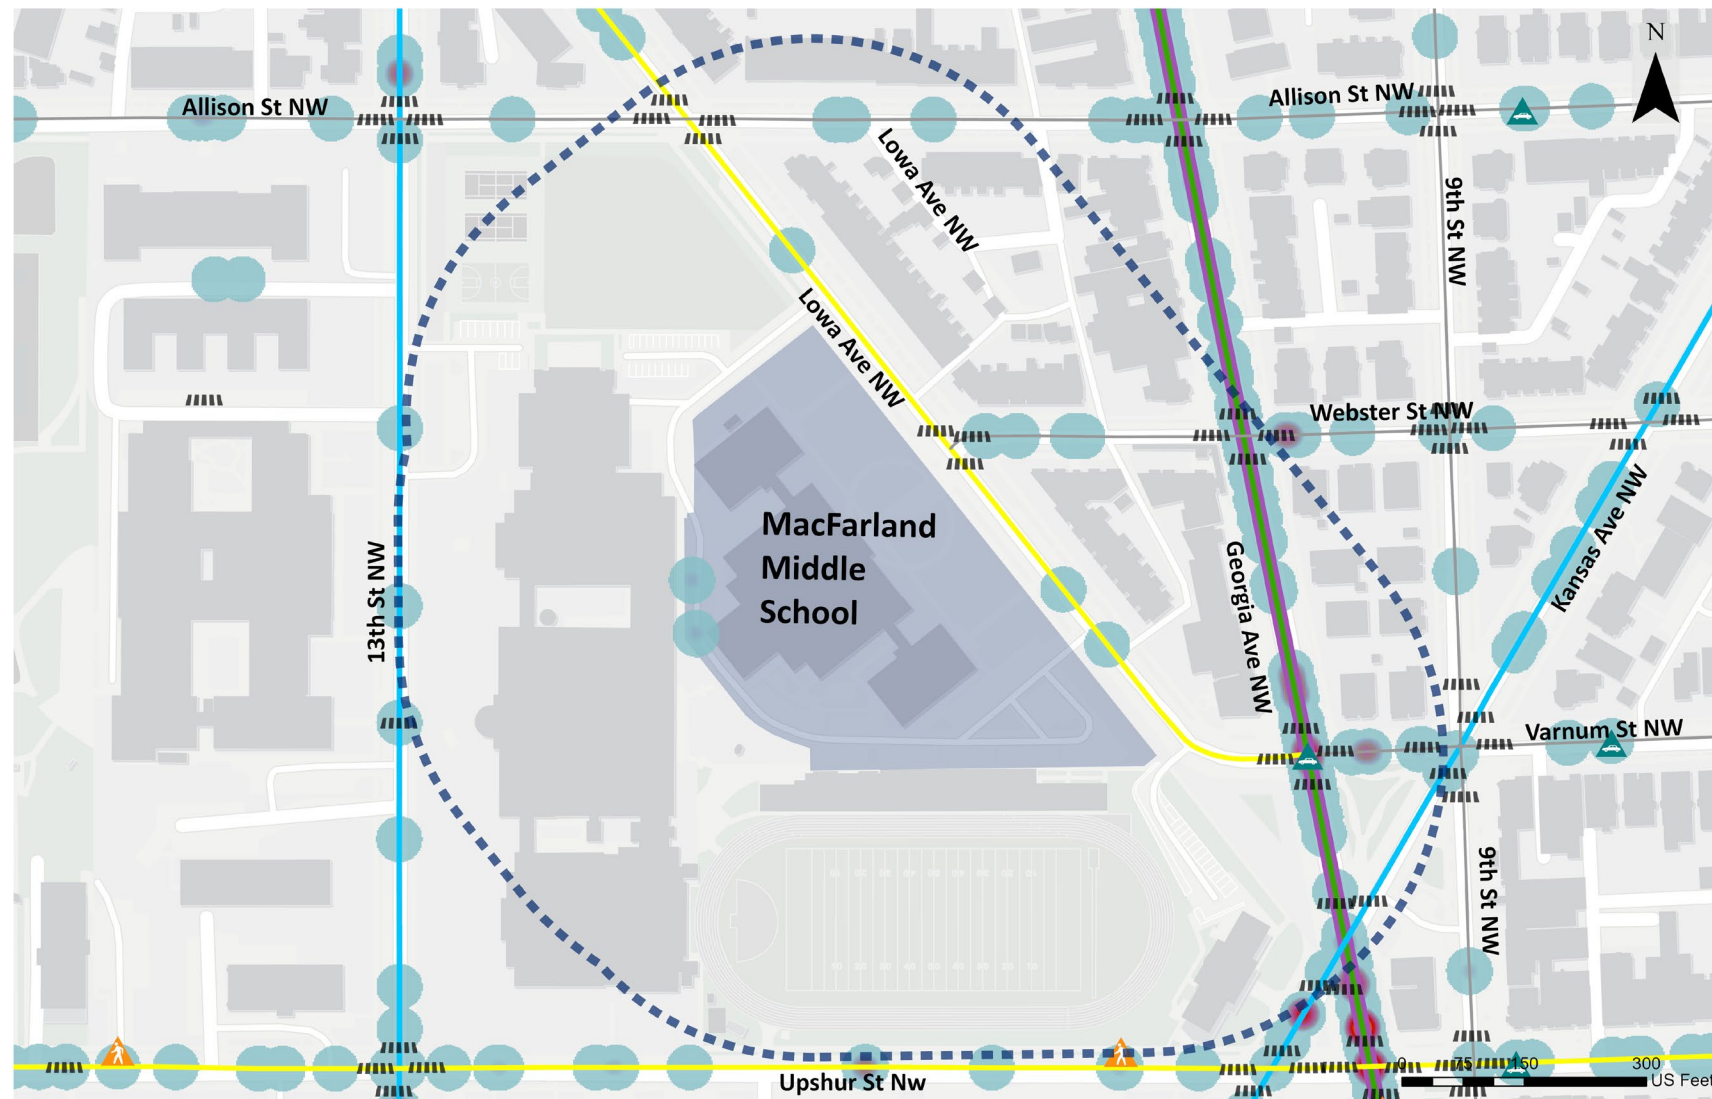 N
Allison St NW
Allison St NW
Lowa Ave NW
9th St NW
Lowa Ave NW
Webster St NW
MacFarland
Middle
School
13th St NW
Georgia Ave NW
Kansas Ave NW
Varnum St NW
9th St NW
Upshur St Nw
0 75 150 300
US Feet